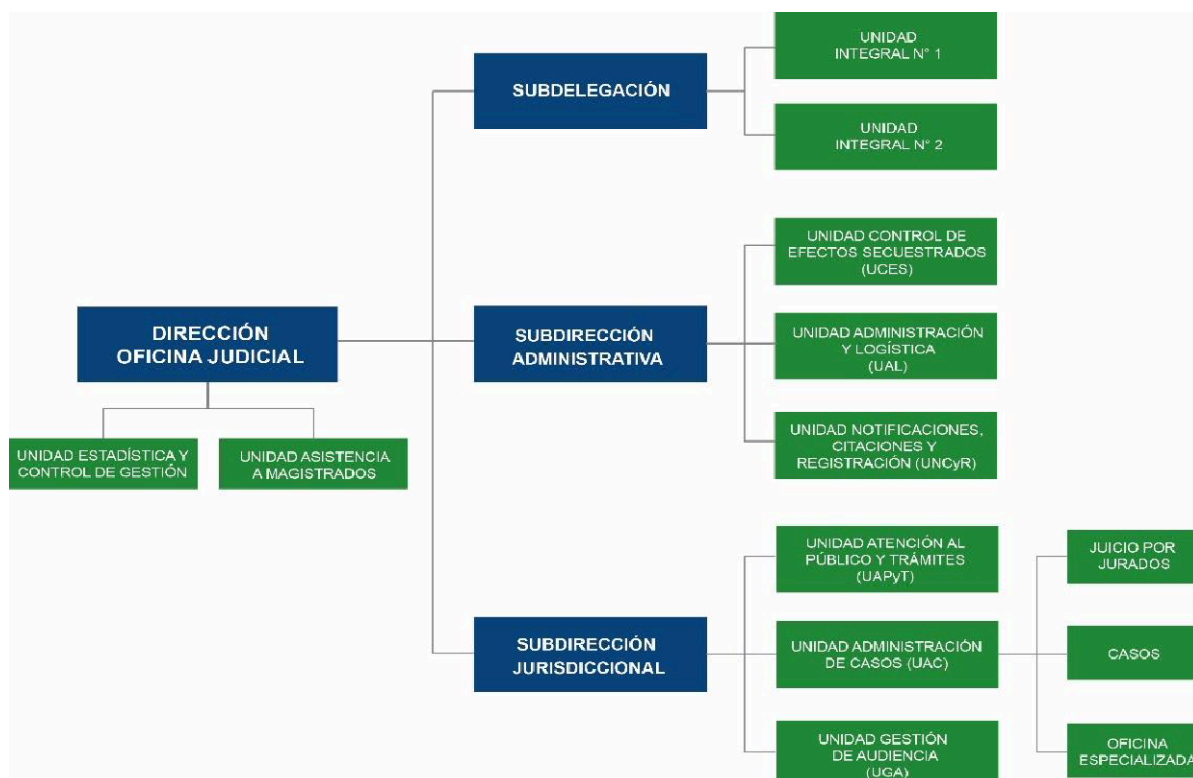 UNIDAD
INTEGRAL N° 1
SUBDELEGACIÓN
UNIDAD
INTEGRAL N° 2
UNIDAD CONTROL DE
EFECTOS SECUESTRADOS
(UCES)
DIRECCIÓN
OFICINA JUDICIAL
SUBDIRECCIÓN
ADMINISTRATIVA
UNIDAD ADMINISTRACIÓN
Y LOGÍSTICA
(UAL)
UNIDAD ESTADÍSTICA Y
CONTROL DE GESTIÓN
UNIDAD ASISTENCIA
A MAGISTRADOS
UNIDAD NOTIFICACIONES,
CITACIONES Y
REGISTRACIÓN (UNCyR)
UNIDAD ATENCIÓN AL
PÚBLICO Y TRÁMITES
(UAPyT)
JUICIO POR
JURADOS
SUBDIRECCIÓN
JURISDICCIONAL
UNIDAD ADMINISTRACIÓN
DE CASOS (UAC)
CASOS
UNIDAD GESTIÓN
DE AUDIENCIA
(UGA)
OFICINA
ESPECIALIZADA